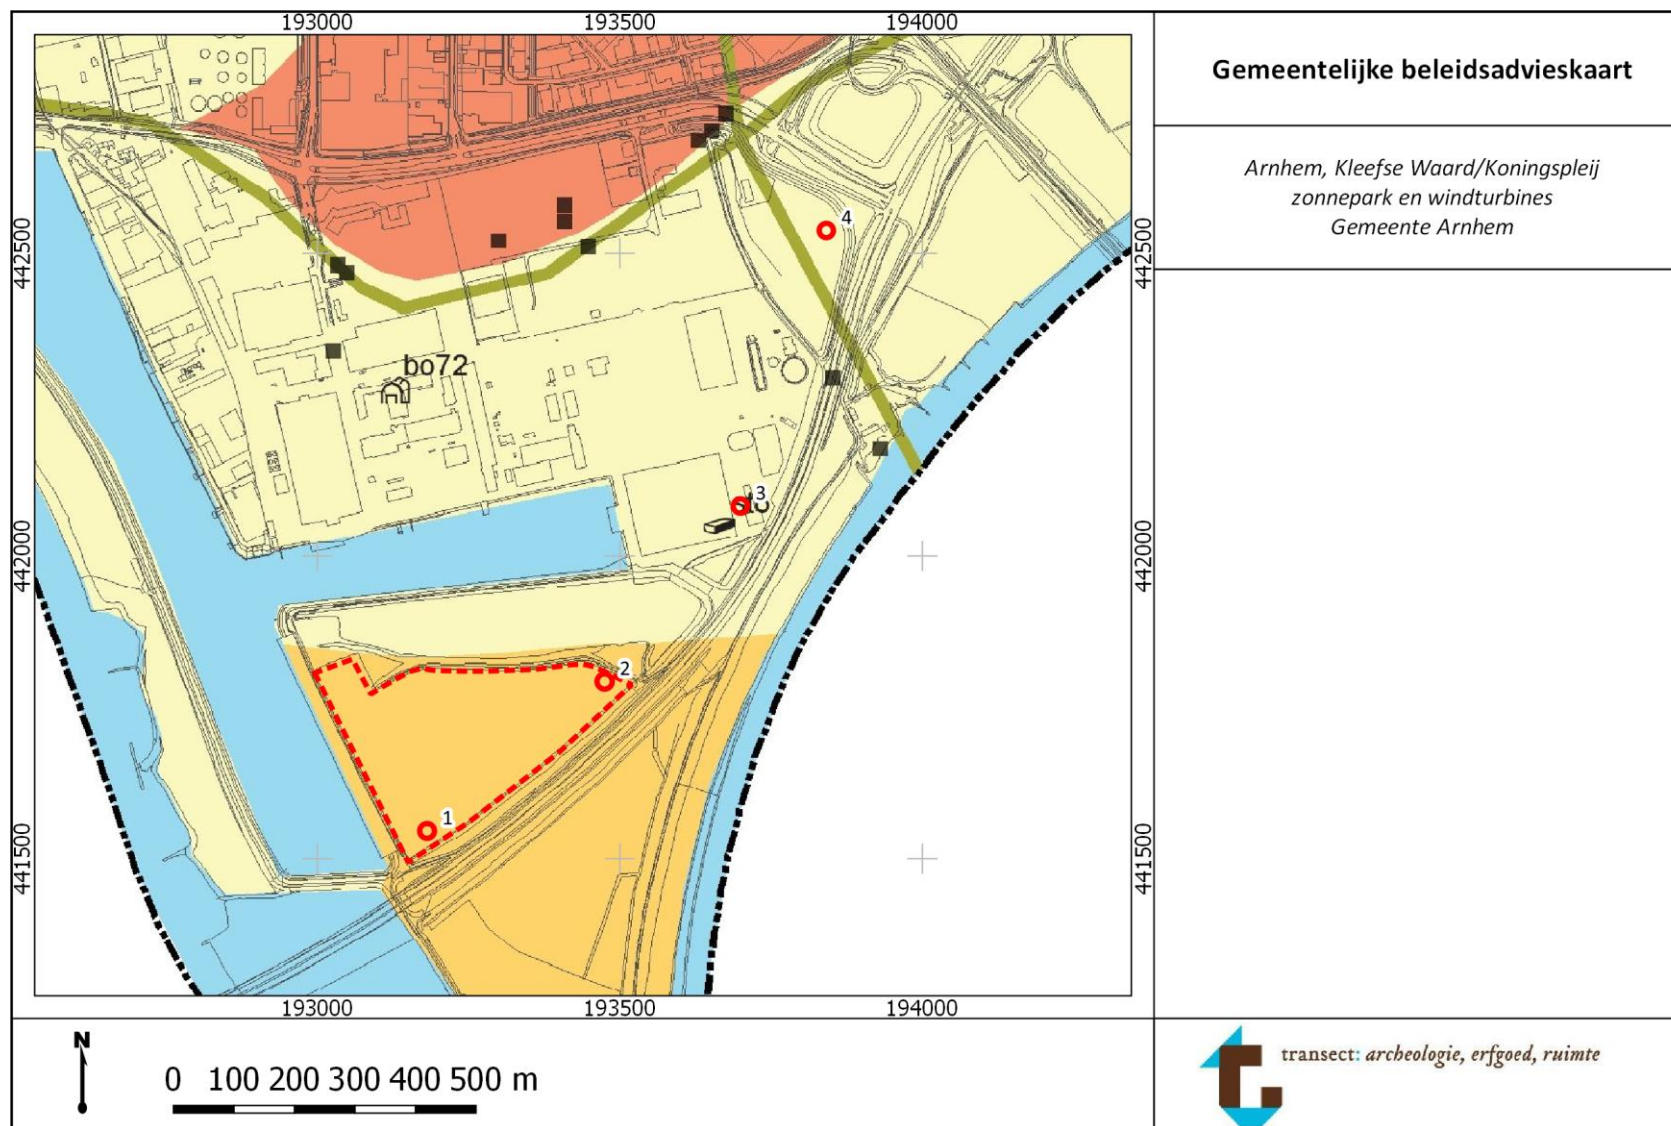 193000 193500 194000
Gemeentelijke beleidsadvieskaart
Arnhem, Kleefse Waard/Koningspleij
zonnepark en windturbines
Gemeente Arnhem
442500 442500
442000 442000
441500 441500
4
bo72
3
2
1
193000 193500 194000
N
0 100 200 300 400 500 m
transect: archeologie, erfgoed, ruimte